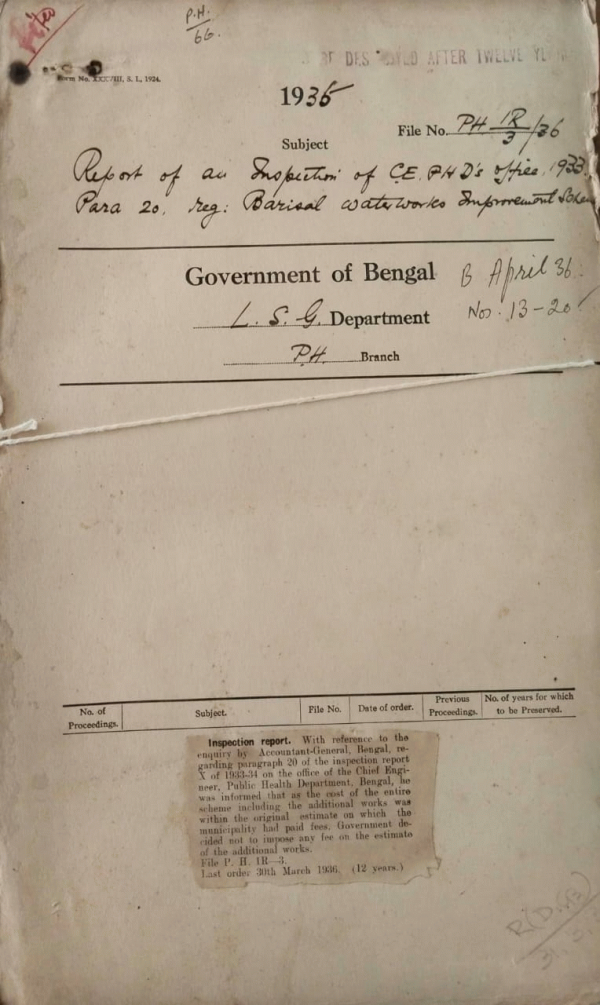 P.H.
66.
TO BE DESTROYED AFTER TWELVE YEARS
Form No. XXXVIII, S. I., 1924.
1936
File No. PH 1R/3/36
Subject
Report of an Inspection of C.E. P.H.D's office, 1933.
Para 20, reg: Barisal waterworks Improvement Scheme
Government of Bengal
B April 36.
L. S. G. Department
Nos. 13-20
P.H. Branch
No. of Proceedings.
Subject.
File No.
Date of order.
Previous Proceedings.
No. of years for which to be Preserved.
Inspection report. With reference to the
enquiry by Accountant-General, Bengal, re-
garding paragraph 20 of the inspection report
X of 1933-34 on the office of the Chief Engi-
neer, Public Health Department, Bengal, he
was informed that as the cost of the entire
scheme including the additional works was
within the original estimate on which the
municipality had paid fees, Government de-
cided not to impose any fee on the estimate
of the additional works.
File P. H. 1R—3.
Last order 30th March 1936. (12 years.)